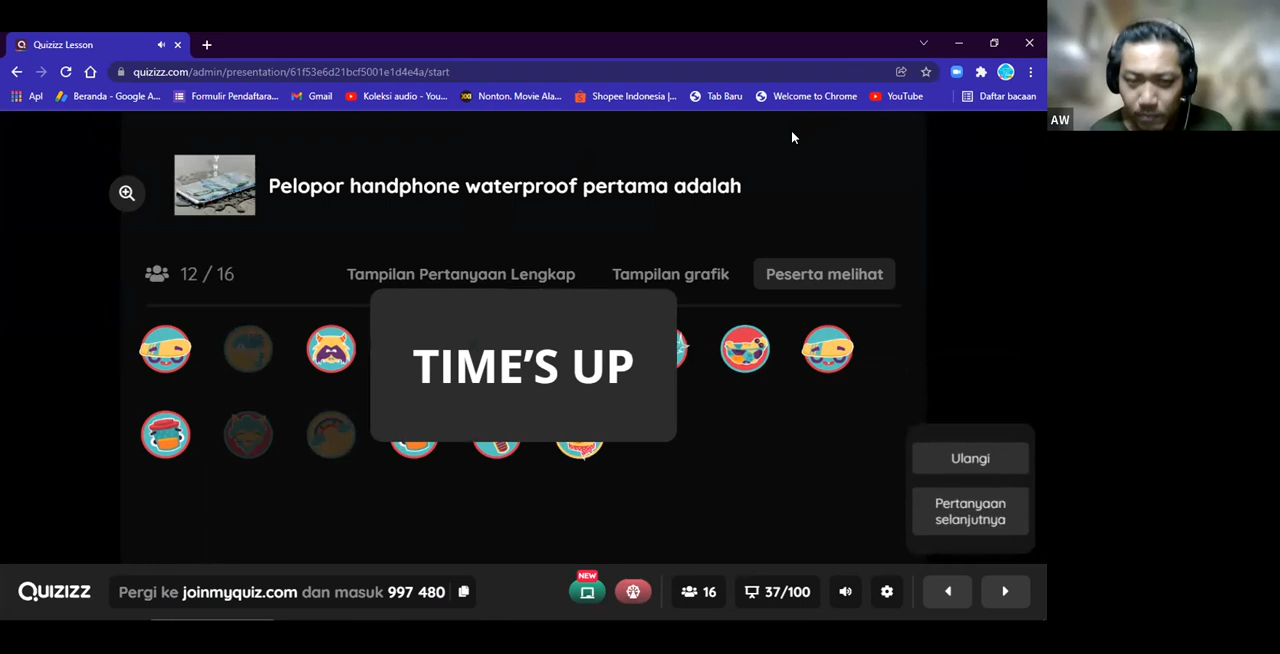 Quizizz Lesson
quizizz.com/admin/presentation/61f53e6d21bcf5001e1d4e4a/start
Apl Beranda - Google A... Formulir Pendaftara... Gmail Koleksi audio - You... Nonton. Movie Ala... Shopee Indonesia |... Tab Baru Welcome to Chrome YouTube Daftar bacaan
AW
Pelopor handphone waterproof pertama adalah
12 / 16 Tampilan Pertanyaan Lengkap Tampilan grafik Peserta melihat
TIME'S UP
Ulangi
Pertanyaan
selanjutnya
NEW
QUIZIZZ Pergi ke joinmyquiz.com dan masuk 997 480 16 37/100